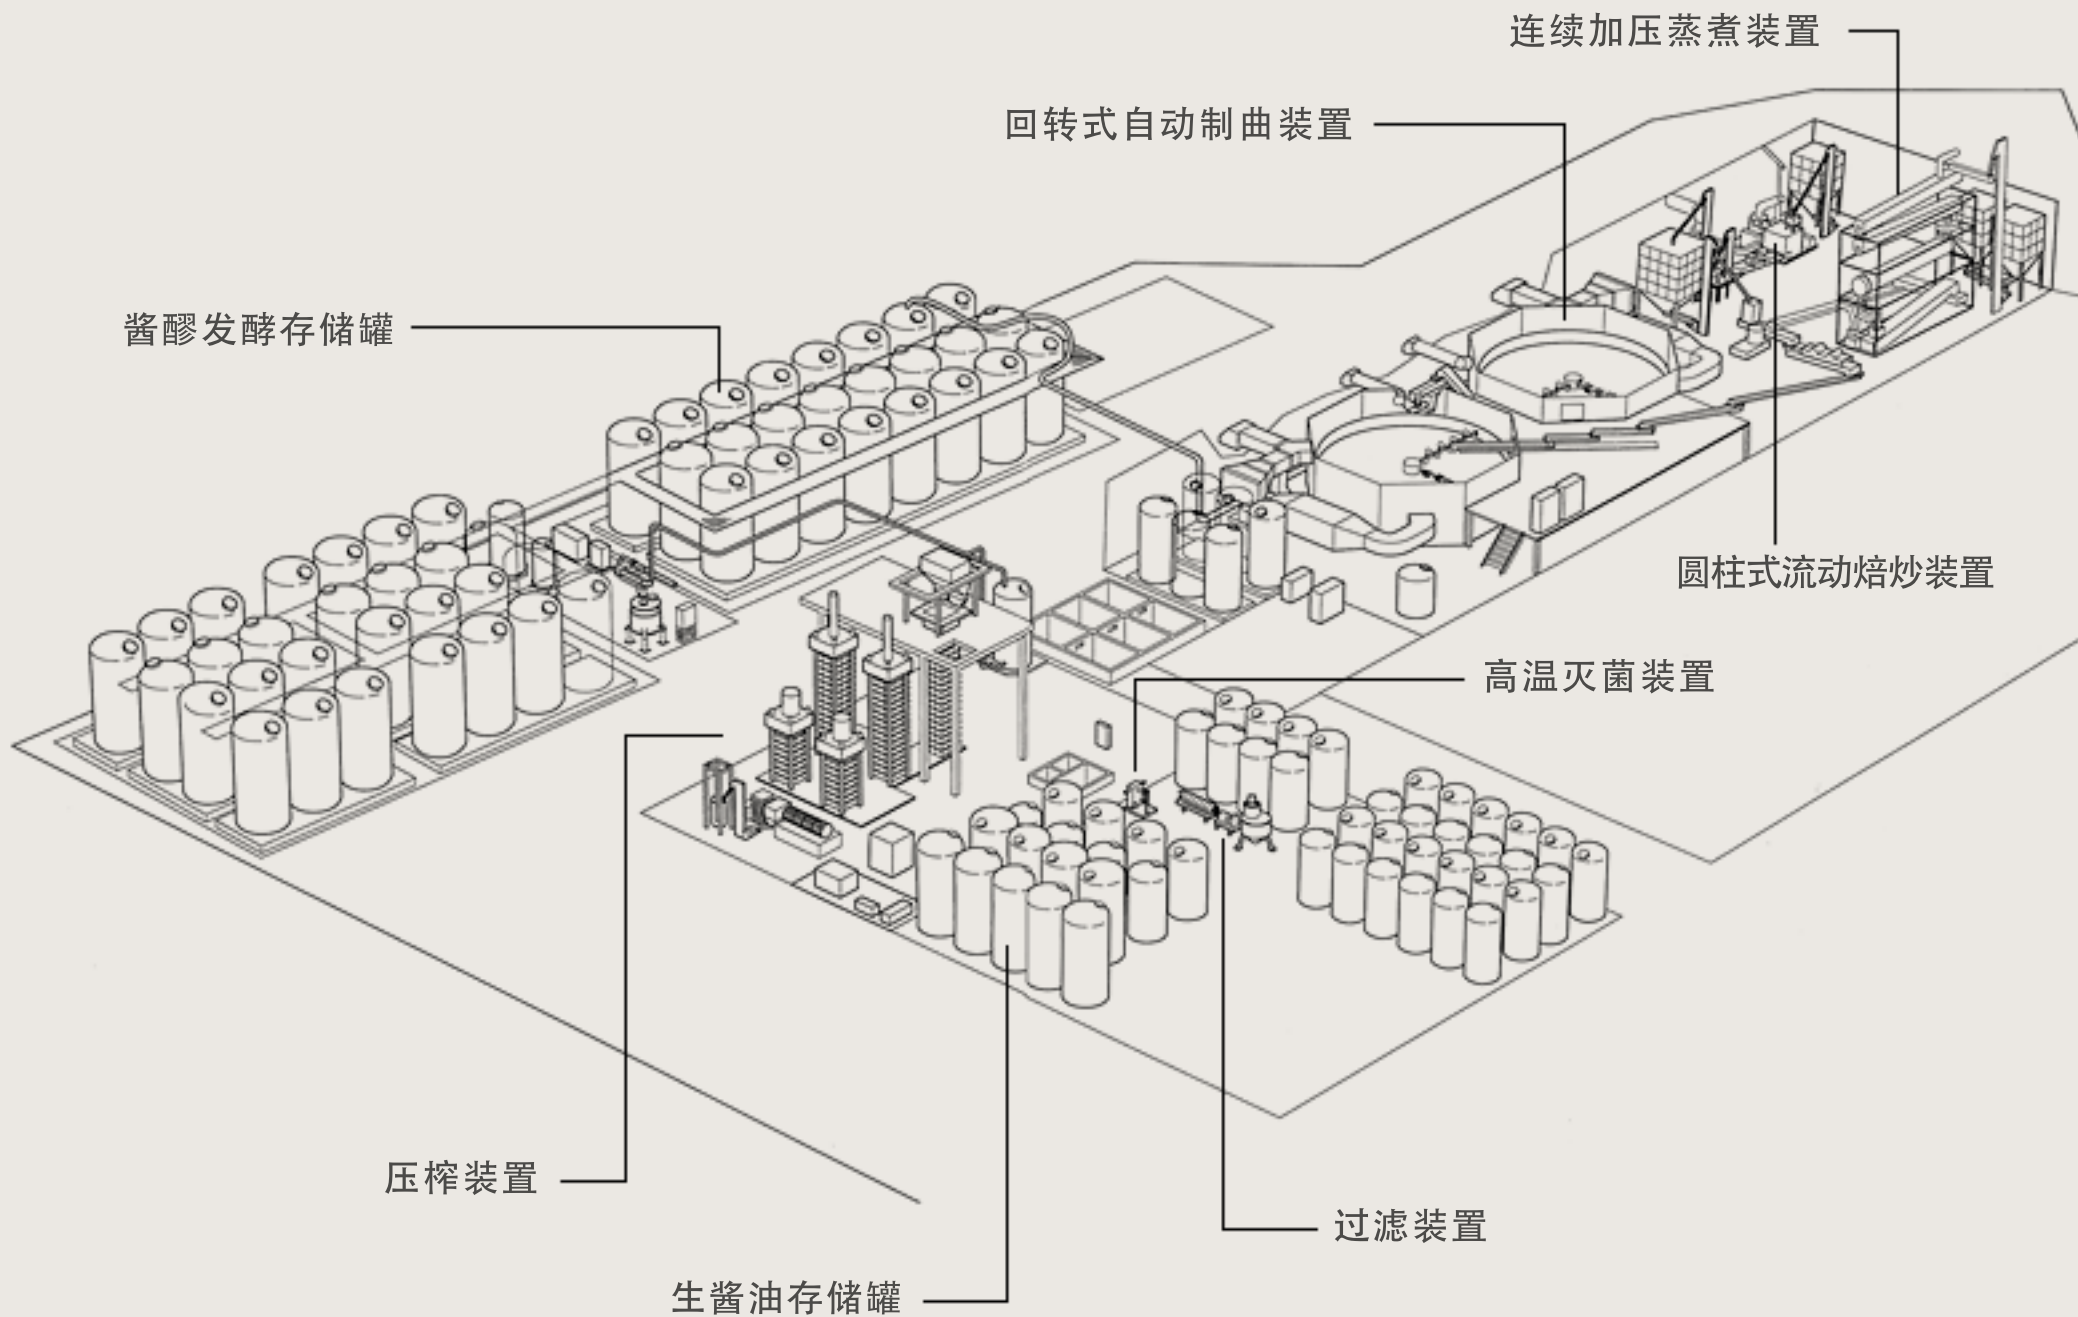 连续加压蒸煮装置
回转式自动制曲装置
酱醪发酵存储罐
圆柱式流动焙炒装置
高温灭菌装置
压榨装置
过滤装置
生酱油存储罐